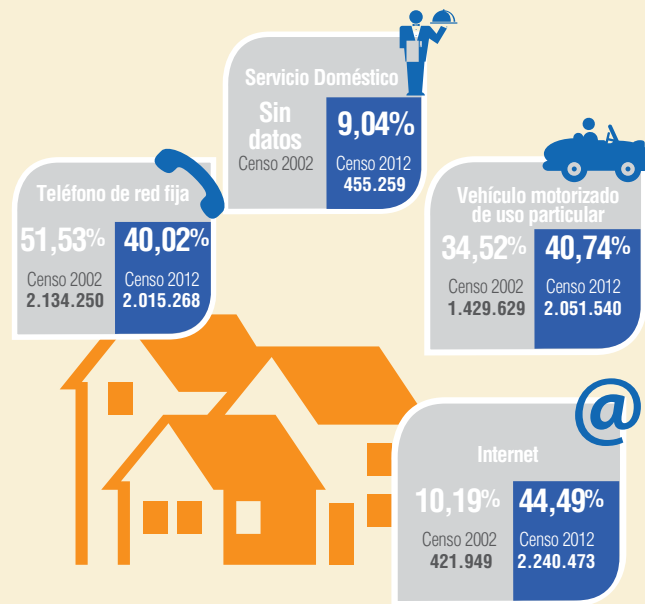 Servicio Doméstico
Sin
datos
Censo 2002
9,04%
Censo 2012
455.259
Teléfono de red fija
51,53%
Censo 2002
2.134.250
40,02%
Censo 2012
2.015.268
Vehículo motorizado
de uso particular
34,52%
Censo 2002
1.429.629
40,74%
Censo 2012
2.051.540
@
Internet
10,19%
Censo 2002
421.949
44,49%
Censo 2012
2.240.473